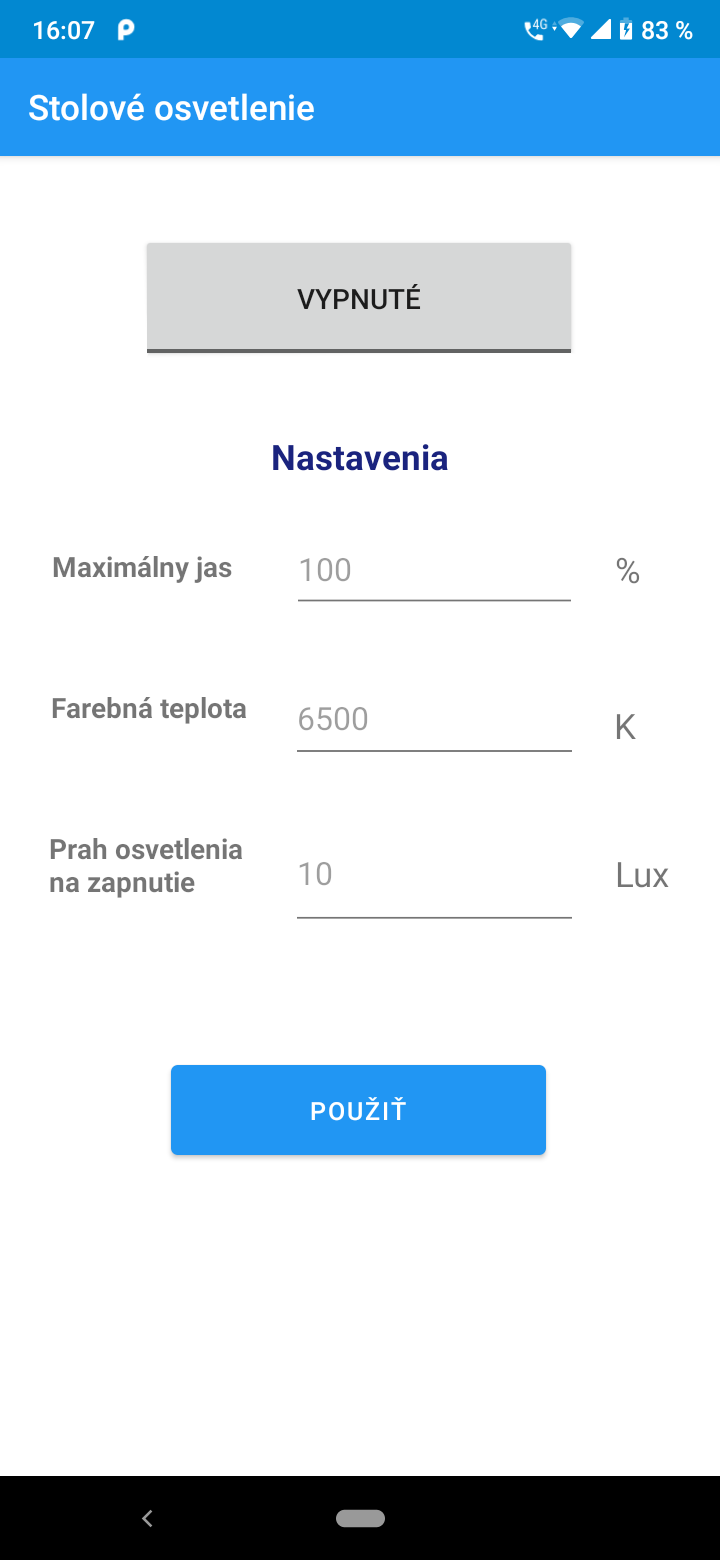 16:07
4G
83 %
Stolové osvetlenie
VYPNUTÉ
Nastavenia
Maximálny jas 100 %
Farebná teplota 6500 K
Prah osvetlenia
na zapnutie 10 Lux
POUŽIŤ